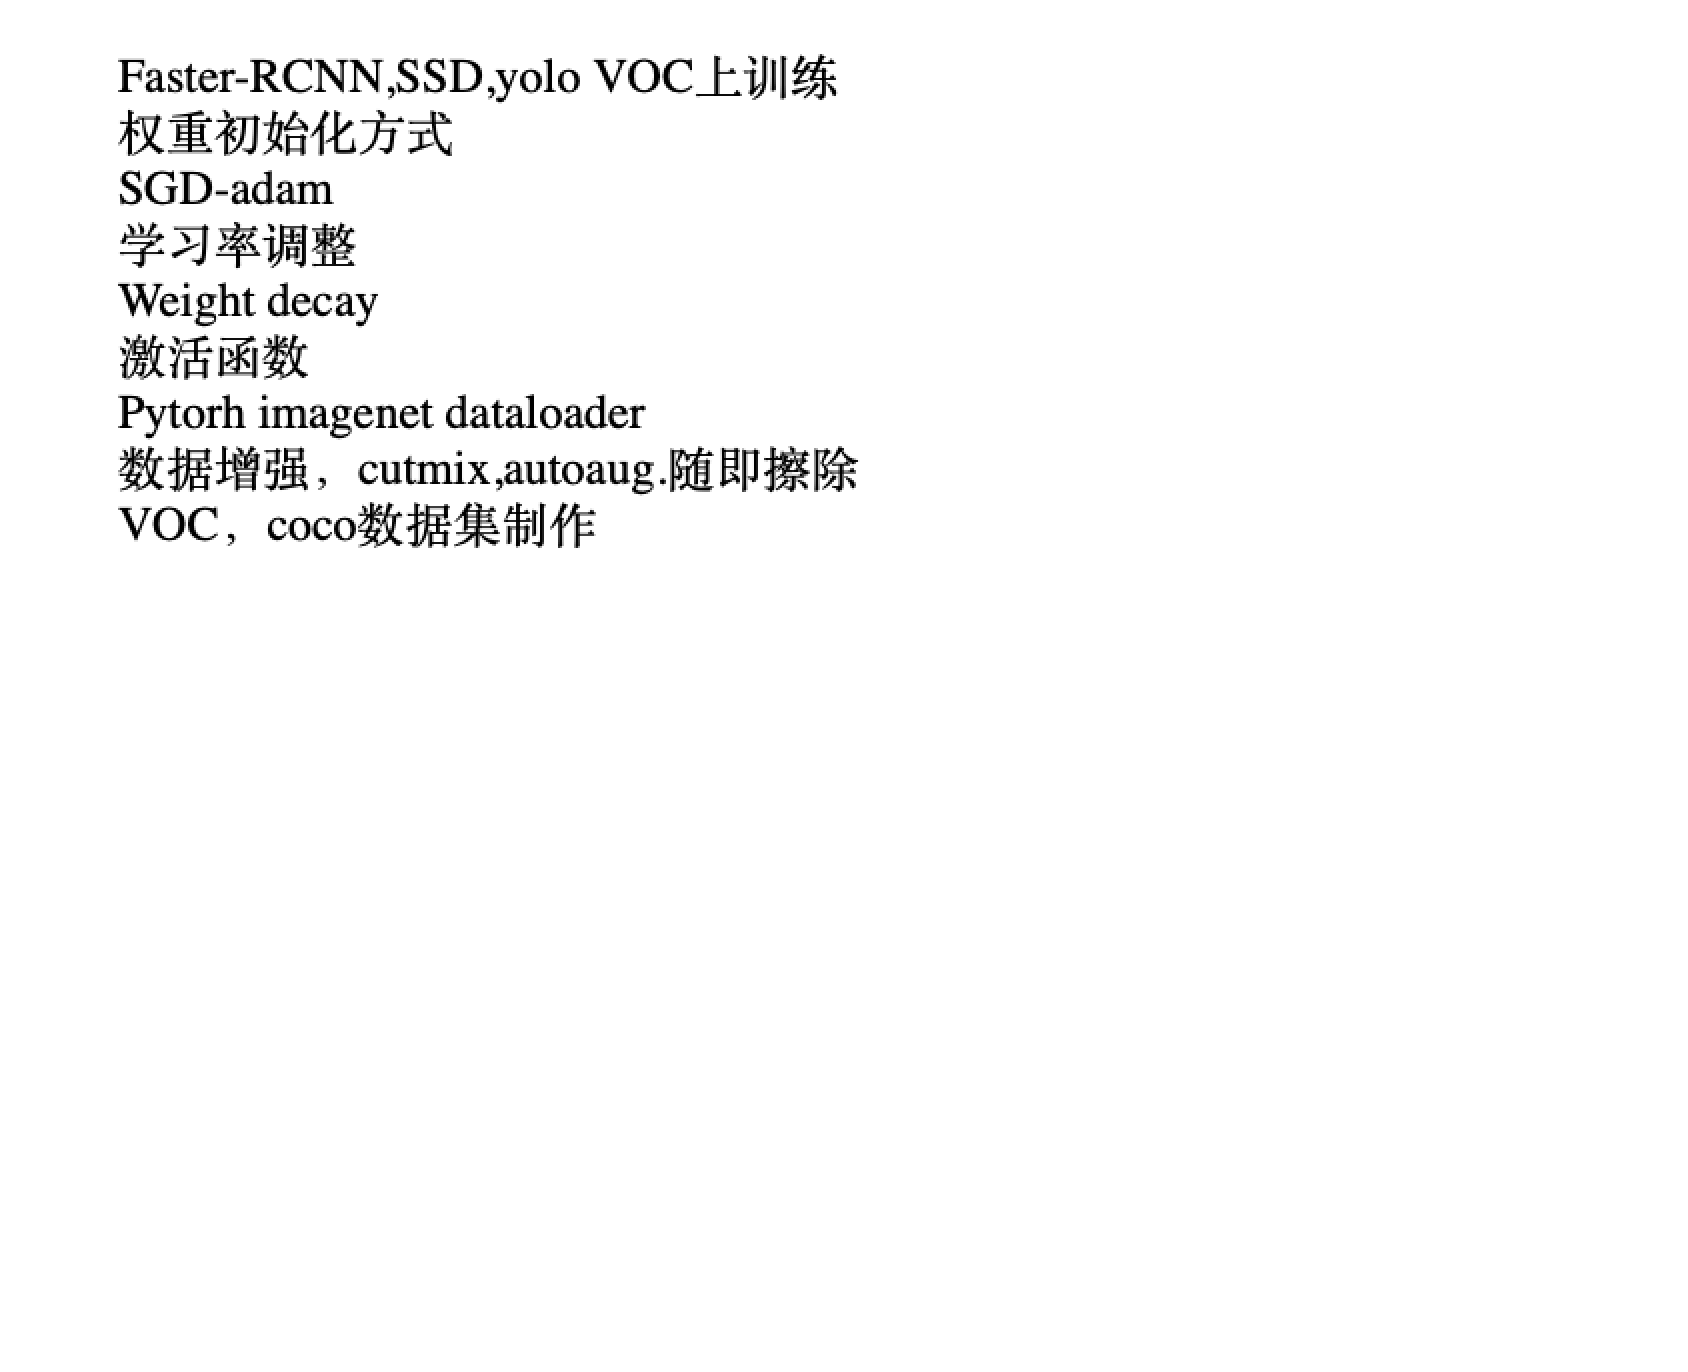 Faster-RCNN,SSD,yolo VOC上训练
权重初始化方式
SGD-adam
学习率调整
Weight decay
激活函数
Pytorh imagenet dataloader
数据增强，cutmix,autoaug.随即擦除
VOC，coco数据集制作